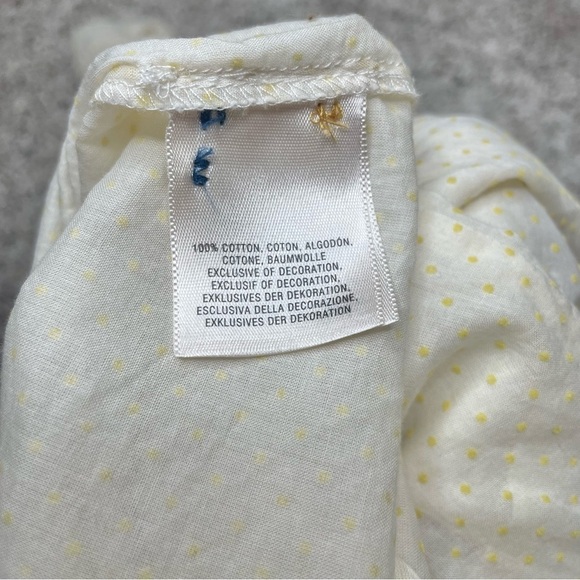 100% COTTON, COTON, ALGODÓN,
COTONE, BAUMWOLLE
EXCLUSIVE OF DECORATION,
EXCLUSIF OF DECORATION,
EXKLUSIVES DER DEKORATION,
ESCLUSIVA DELLA DECORAZIONE,
EXKLUSIVES DER DEKORATION